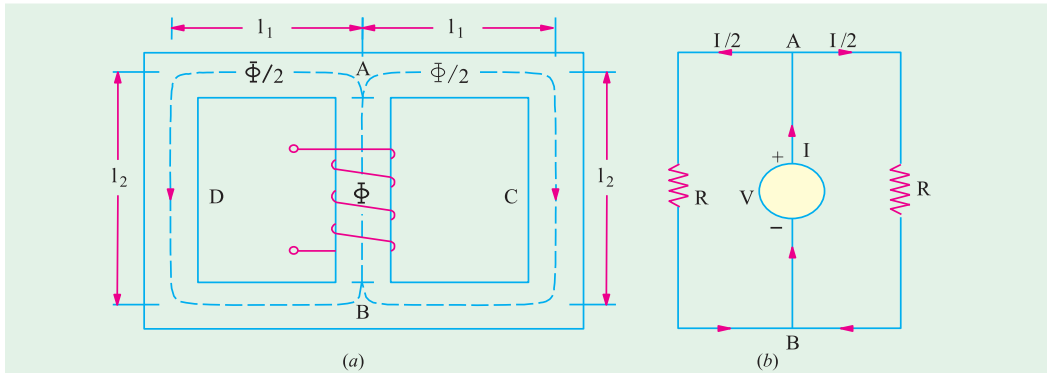 l₁ l₁
A
Φ/2 Φ/2
l₂ l₂
D Φ C
B
(a)
I/2 A I/2
+ I
R V R
−
B
(b)